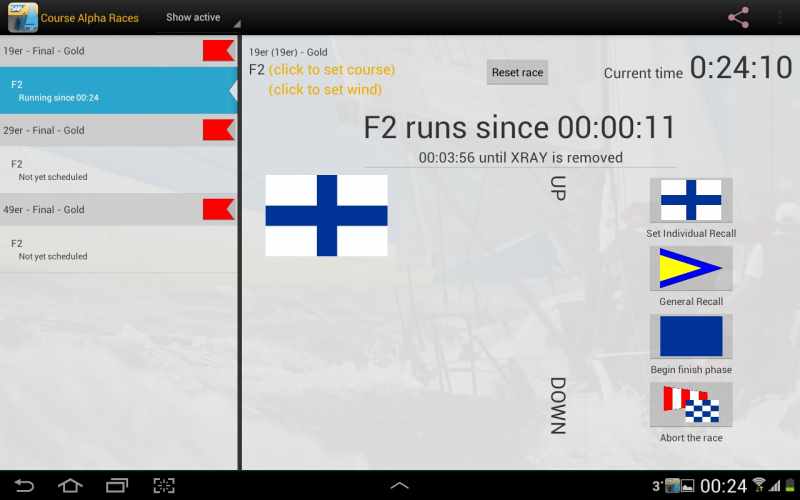 SAP
Course Alpha Races
Show active
19er - Final - Gold
F2
Running since 00:24
29er - Final - Gold
F2
Not yet scheduled
49er - Final - Gold
F2
Not yet scheduled
19er (19er) - Gold
F2 (click to set course)
(click to set wind)
Reset race
Current time 0:24:10
F2 runs since 00:00:11
00:03:56 until XRAY is removed
UP
DOWN
Set Individual Recall
General Recall
Begin finish phase
Abort the race
3°
00:24